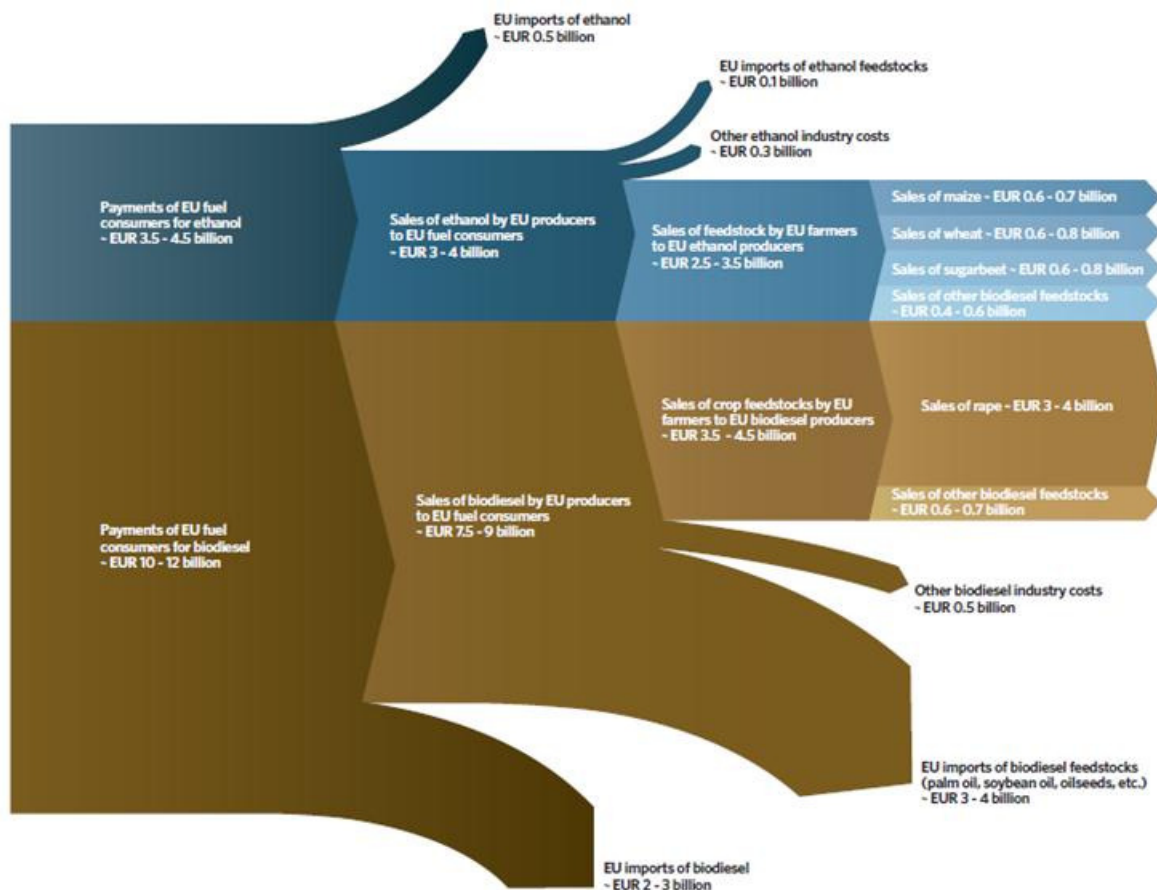 EU imports of ethanol
~ EUR 0.5 billion
EU imports of ethanol feedstocks
~ EUR 0.1 billion
Other ethanol industry costs
~ EUR 0.3 billion
Payments of EU fuel
consumers for ethanol
~ EUR 3.5 - 4.5 billion
Sales of ethanol by EU producers
to EU fuel consumers
~ EUR 3 - 4 billion
Sales of feedstock by EU farmers
to EU ethanol producers
~ EUR 2.5 - 3.5 billion
Sales of maize ~ EUR 0.6 - 0.7 billion
Sales of wheat ~ EUR 0.6 - 0.8 billion
Sales of sugarbeet ~ EUR 0.6 - 0.8 billion
Sales of other biodiesel feedstocks
~ EUR 0.4 - 0.6 billion
Payments of EU fuel
consumers for biodiesel
~ EUR 10 - 12 billion
Sales of biodiesel by EU producers
to EU fuel consumers
~ EUR 7.5 - 9 billion
Sales of crop feedstocks by EU
farmers to EU biodiesel producers
~ EUR 3.5 - 4.5 billion
Sales of rape ~ EUR 3 - 4 billion
Sales of other biodiesel feedstocks
~ EUR 0.6 - 0.7 billion
Other biodiesel industry costs
~ EUR 0.5 billion
EU imports of biodiesel feedstocks
(palm oil, soybean oil, oilseeds, etc.)
~ EUR 3 - 4 billion
EU imports of biodiesel
~ EUR 2 - 3 billion